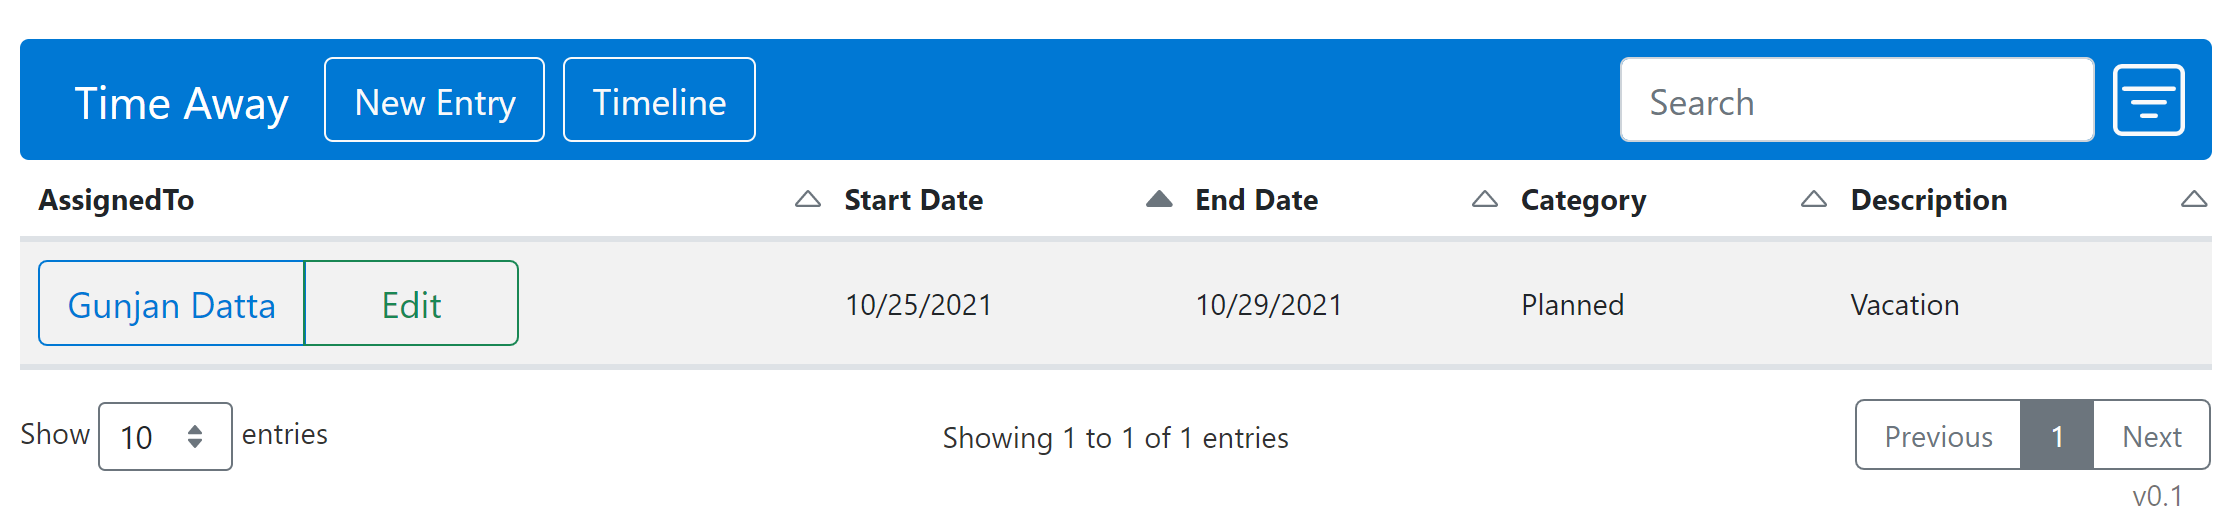 Time Away New Entry Timeline Search
AssignedTo Start Date End Date Category Description
Gunjan Datta Edit 10/25/2021 10/29/2021 Planned Vacation
Show 10 entries Showing 1 to 1 of 1 entries Previous 1 Next
v0.1